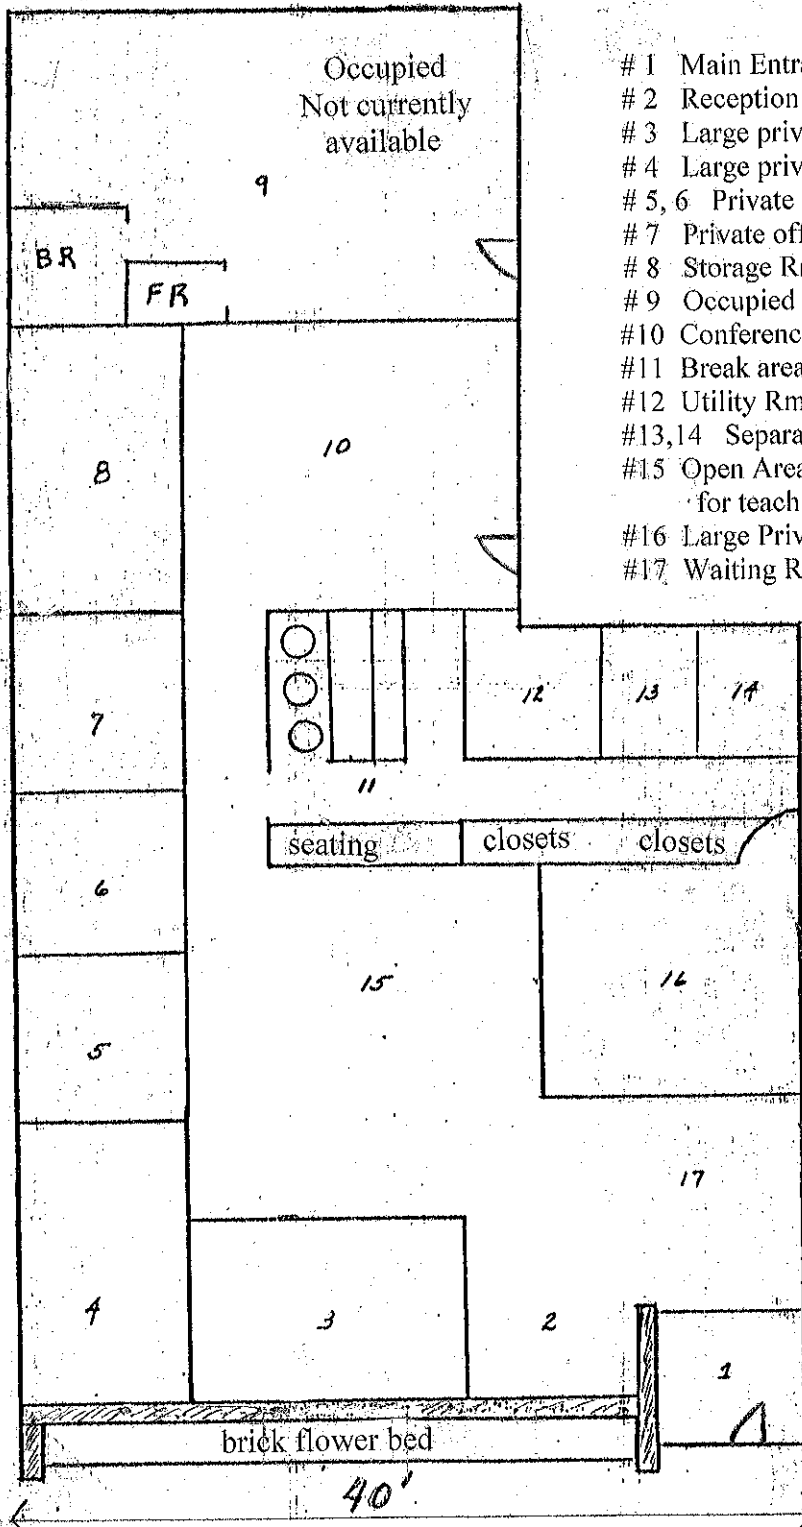 Occupied
Not currently
available
9
BR
FR
# 1 Main Entra
# 2 Reception
# 3 Large priv
# 4 Large priv
# 5, 6 Private
# 7 Private off
# 8 Storage R
# 9 Occupied
#10 Conferenc
#11 Break area
#12 Utility Rm
#13,14 Separa
#15 Open Area
for teach
#16 Large Priv
#17 Waiting R
10
8
7
12
13
14
11
seating
closets
closets
6
15
16
5
17
4
3
2
1
brick flower bed
40'